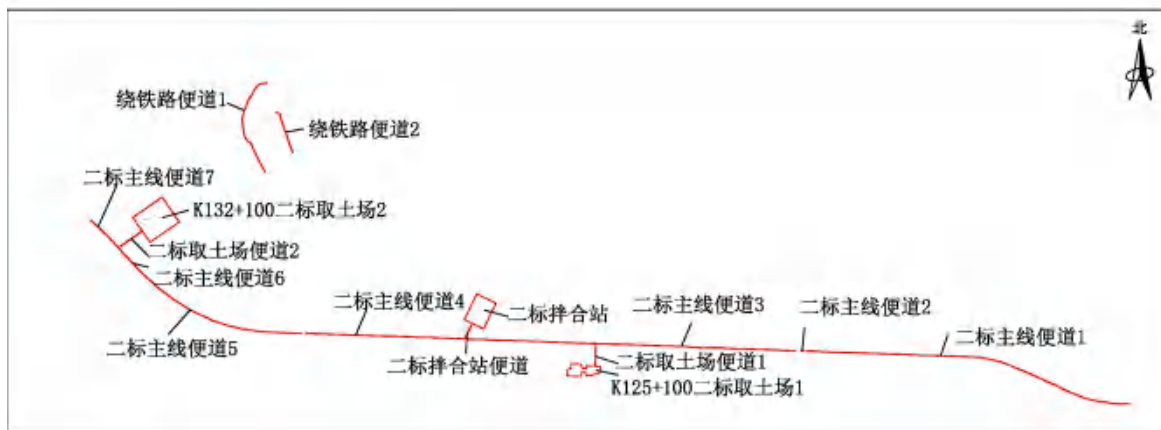 北
绕铁路便道1
绕铁路便道2
二标主线便道7
K132+100二标取土场2
二标取土场便道2
二标主线便道6
二标主线便道5
二标主线便道4
二标拌合站
二标拌合站便道
二标主线便道3
二标主线便道2
二标主线便道1
二标取土场便道1
K125+100二标取土场1